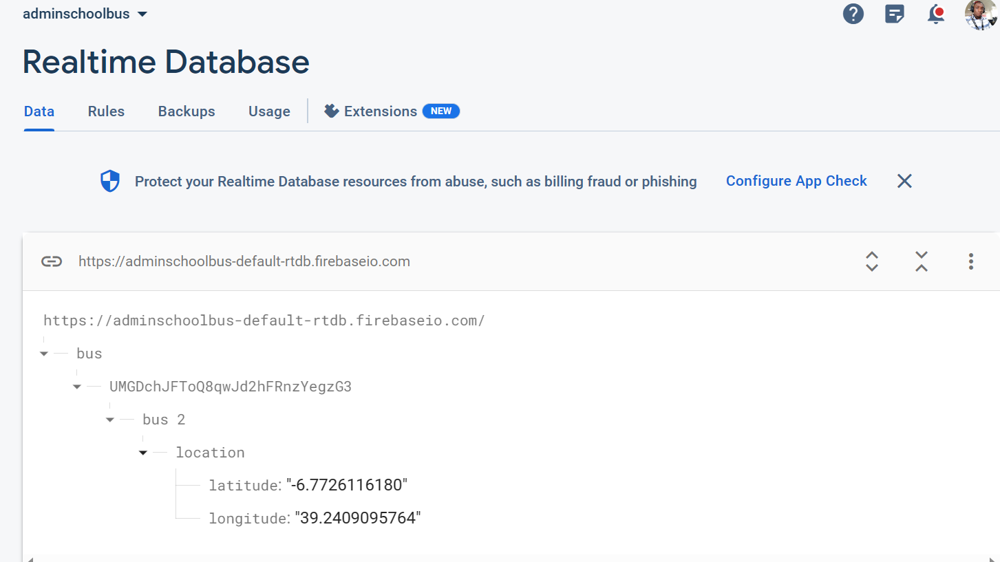 adminschoolbus
Realtime Database
Data Rules Backups Usage Extensions NEW
Protect your Realtime Database resources from abuse, such as billing fraud or phishing Configure App Check
https://adminschoolbus-default-rtdb.firebaseio.com
https://adminschoolbus-default-rtdb.firebaseio.com/
bus
UMGDchJFToQ8qwJd2hFRnzYegzG3
bus 2
location
latitude: "-6.7726116180"
longitude: "39.2409095764"